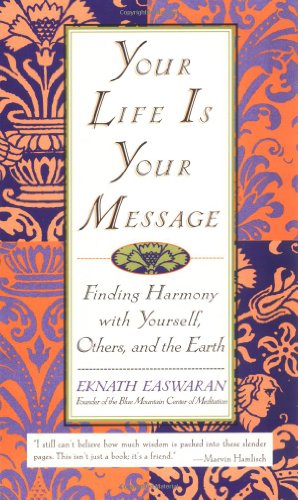 Your
Life Is
Your
Message
Finding Harmony
with Yourself,
Others, and the Earth
Eknath Easwaran
Founder of the Blue Mountain Center of Meditation
"I still can't believe how much wisdom is packed into these slender
pages. This isn't just a book; it's a friend." —Marvin Hamlisch